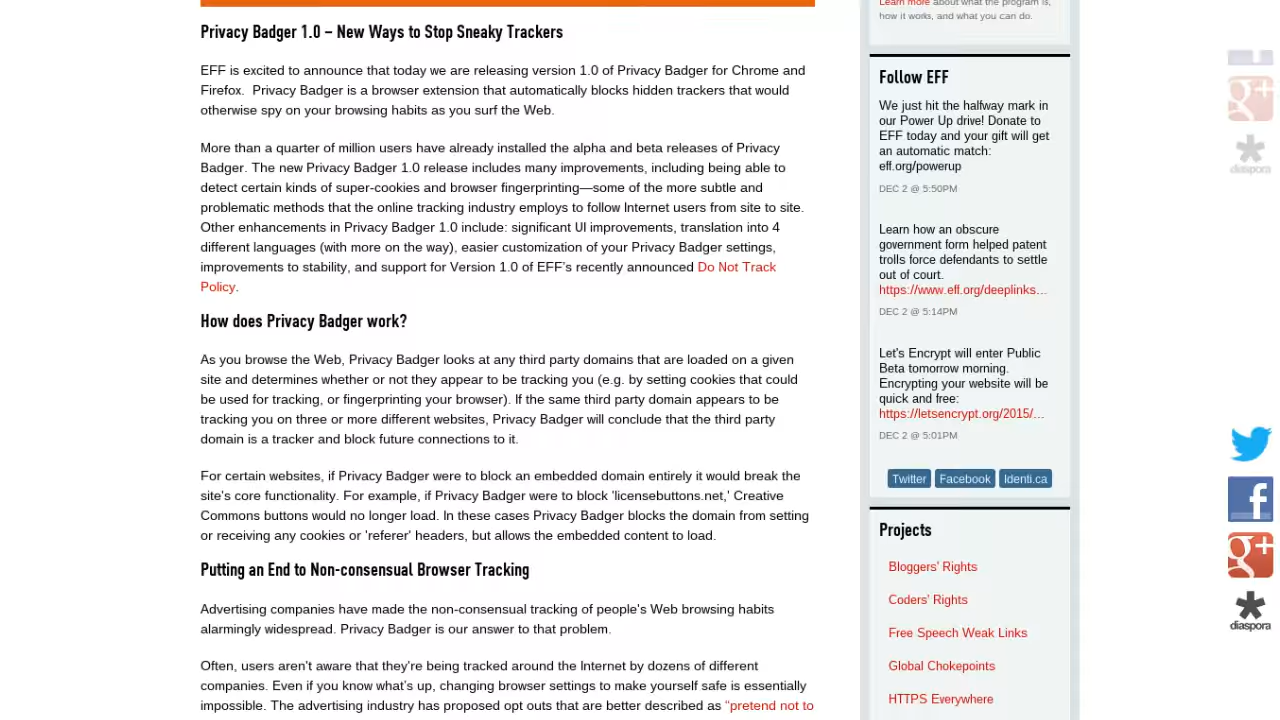 Privacy Badger 1.0 – New Ways to Stop Sneaky Trackers
EFF is excited to announce that today we are releasing version 1.0 of Privacy Badger for Chrome and
Firefox.  Privacy Badger is a browser extension that automatically blocks hidden trackers that would
otherwise spy on your browsing habits as you surf the Web.
More than a quarter of million users have already installed the alpha and beta releases of Privacy
Badger. The new Privacy Badger 1.0 release includes many improvements, including being able to
detect certain kinds of super-cookies and browser fingerprinting—some of the more subtle and
problematic methods that the online tracking industry employs to follow Internet users from site to site.
Other enhancements in Privacy Badger 1.0 include: significant UI improvements, translation into 4
different languages (with more on the way), easier customization of your Privacy Badger settings,
improvements to stability, and support for Version 1.0 of EFF's recently announced Do Not Track
Policy.
How does Privacy Badger work?
As you browse the Web, Privacy Badger looks at any third party domains that are loaded on a given
site and determines whether or not they appear to be tracking you (e.g. by setting cookies that could
be used for tracking, or fingerprinting your browser). If the same third party domain appears to be
tracking you on three or more different websites, Privacy Badger will conclude that the third party
domain is a tracker and block future connections to it.
For certain websites, if Privacy Badger were to block an embedded domain entirely it would break the
site's core functionality. For example, if Privacy Badger were to block 'licensebuttons.net,' Creative
Commons buttons would no longer load. In these cases Privacy Badger blocks the domain from setting
or receiving any cookies or 'referer' headers, but allows the embedded content to load.
Putting an End to Non-consensual Browser Tracking
Advertising companies have made the non-consensual tracking of people's Web browsing habits
alarmingly widespread. Privacy Badger is our answer to that problem.
Often, users aren't aware that they're being tracked around the Internet by dozens of different
companies. Even if you know what's up, changing browser settings to make yourself safe is essentially
impossible. The advertising industry has proposed opt outs that are better described as "pretend not to
Learn more about what the program is,
how it works, and what you can do.
Follow EFF
We just hit the halfway mark in
our Power Up drive! Donate to
EFF today and your gift will get
an automatic match:
eff.org/powerup
DEC 2 @ 5:50PM
Learn how an obscure
government form helped patent
trolls force defendants to settle
out of court.
https://www.eff.org/deeplinks...
DEC 2 @ 5:14PM
Let's Encrypt will enter Public
Beta tomorrow morning.
Encrypting your website will be
quick and free:
https://letsencrypt.org/2015/...
DEC 2 @ 5:01PM
Twitter Facebook Identi.ca
Projects
Bloggers' Rights
Coders' Rights
Free Speech Weak Links
Global Chokepoints
HTTPS Everywhere
g+
diaspora
f
g+
diaspora